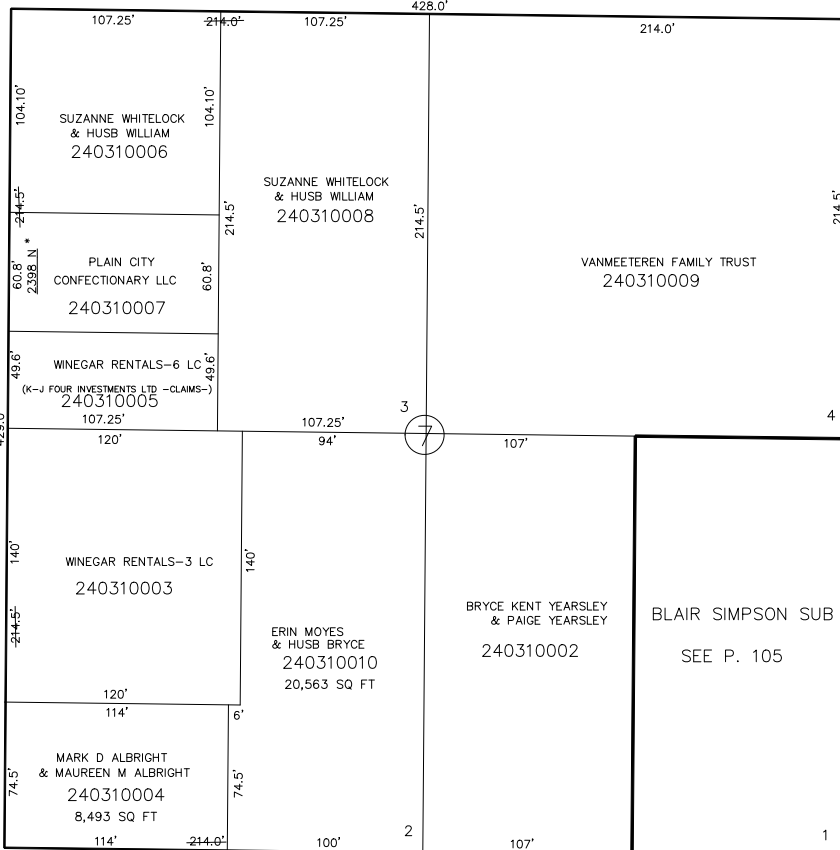 428.0'
107.25'
214.0'
107.25'
214.0'
104.10'
104.10'
SUZANNE WHITELOCK
& HUSB WILLIAM
240310006
SUZANNE WHITELOCK
& HUSB WILLIAM
240310008
214.5'
214.5'
214.5'
214.5'
60.8'
2398 N *
PLAIN CITY
CONFECTIONARY LLC
240310007
60.8'
VANMEETEREN FAMILY TRUST
240310009
49.6'
WINEGAR RENTALS-6 LC
(K-J FOUR INVESTMENTS LTD -CLAIMS-)
240310005
49.6'
107.25'
107.25'
3
4
7
120'
94'
107'
140'
WINEGAR RENTALS-3 LC
240310003
140'
214.5'
120'
ERIN MOYES
& HUSB BRYCE
240310010
20,563 SQ FT
BRYCE KENT YEARSLEY
& PAIGE YEARSLEY
240310002
BLAIR SIMPSON SUB
SEE P. 105
114'
6'
74.5'
MARK D ALBRIGHT
& MAUREEN M ALBRIGHT
240310004
8,493 SQ FT
74.5'
114'
214.0'
100'
2
107'
1